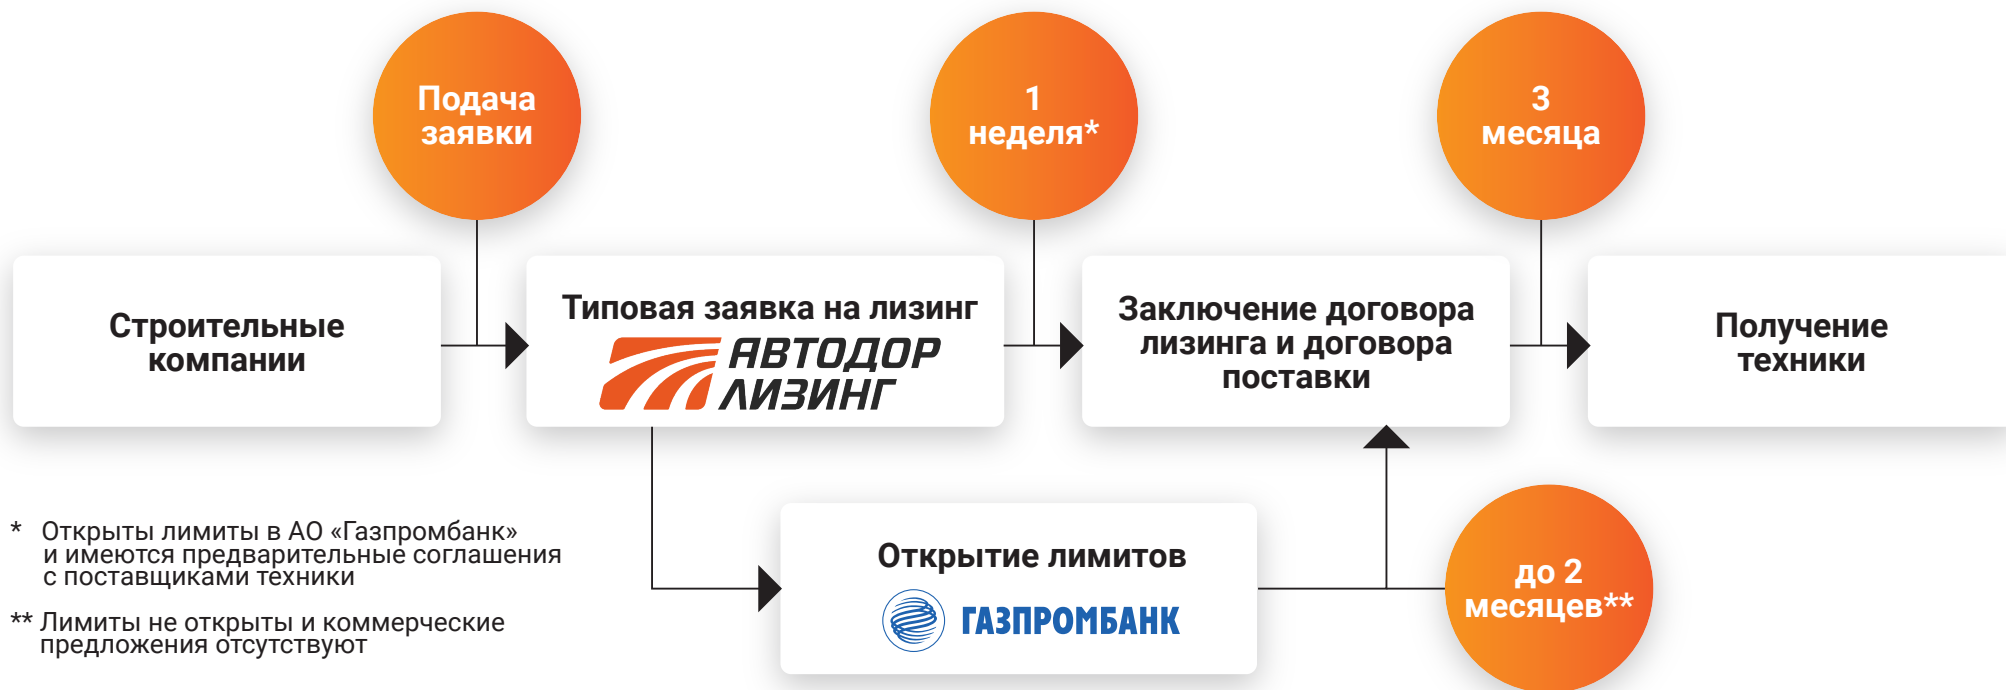 Подача
заявки
1
неделя*
3
месяца
Строительные
компании
Типовая заявка на лизинг
АВТОДОР
ЛИЗИНГ
Заключение договора
лизинга и договора
поставки
Получение
техники
* Открыты лимиты в АО «Газпромбанк»
и имеются предварительные соглашения
с поставщиками техники
** Лимиты не открыты и коммерческие
предложения отсутствуют
Открытие лимитов
ГАЗПРОМБАНК
до 2
месяцев**